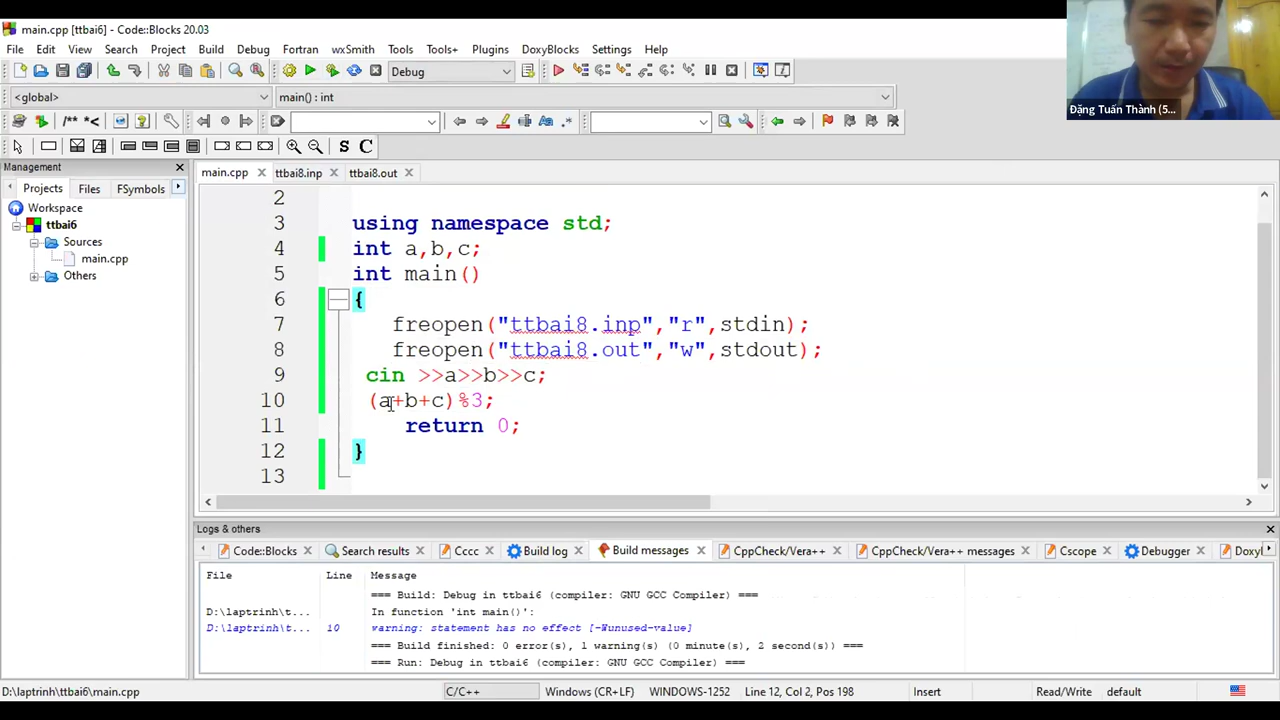 main.cpp [ttbai6] - Code::Blocks 20.03
File Edit View Search Project Build Debug Fortran wxSmith Tools Tools+ Plugins DoxyBlocks Settings Help
Debug
<global> main() : int
/** *<
S C
Đặng Tuấn Thành (5...
Management
Projects Files FSymbols
Workspace
ttbai6
Sources
main.cpp
Others
main.cpp ttbai8.inp ttbai8.out
2
3 using namespace std;
4 int a,b,c;
5 int main()
6 {
7 freopen("ttbai8.inp","r",stdin);
8 freopen("ttbai8.out","w",stdout);
9 cin >>a>>b>>c;
10 (a+b+c)%3;
11 return 0;
12 }
13
Logs & others
Code::Blocks Search results Cccc Build log Build messages CppCheck/Vera++ CppCheck/Vera++ messages Cscope Debugger Doxy
File Line Message
=== Build: Debug in ttbai6 (compiler: GNU GCC Compiler) ===
D:\laptrinh\t... In function 'int main()':
D:\laptrinh\t... 10 warning: statement has no effect [-Wunused-value]
=== Build finished: 0 error(s), 1 warning(s) (0 minute(s), 2 second(s)) ===
=== Run: Debug in ttbai6 (compiler: GNU GCC Compiler) ===
D:\laptrinh\ttbai6\main.cpp C/C++ Windows (CR+LF) WINDOWS-1252 Line 12, Col 2, Pos 198 Insert Read/Write default